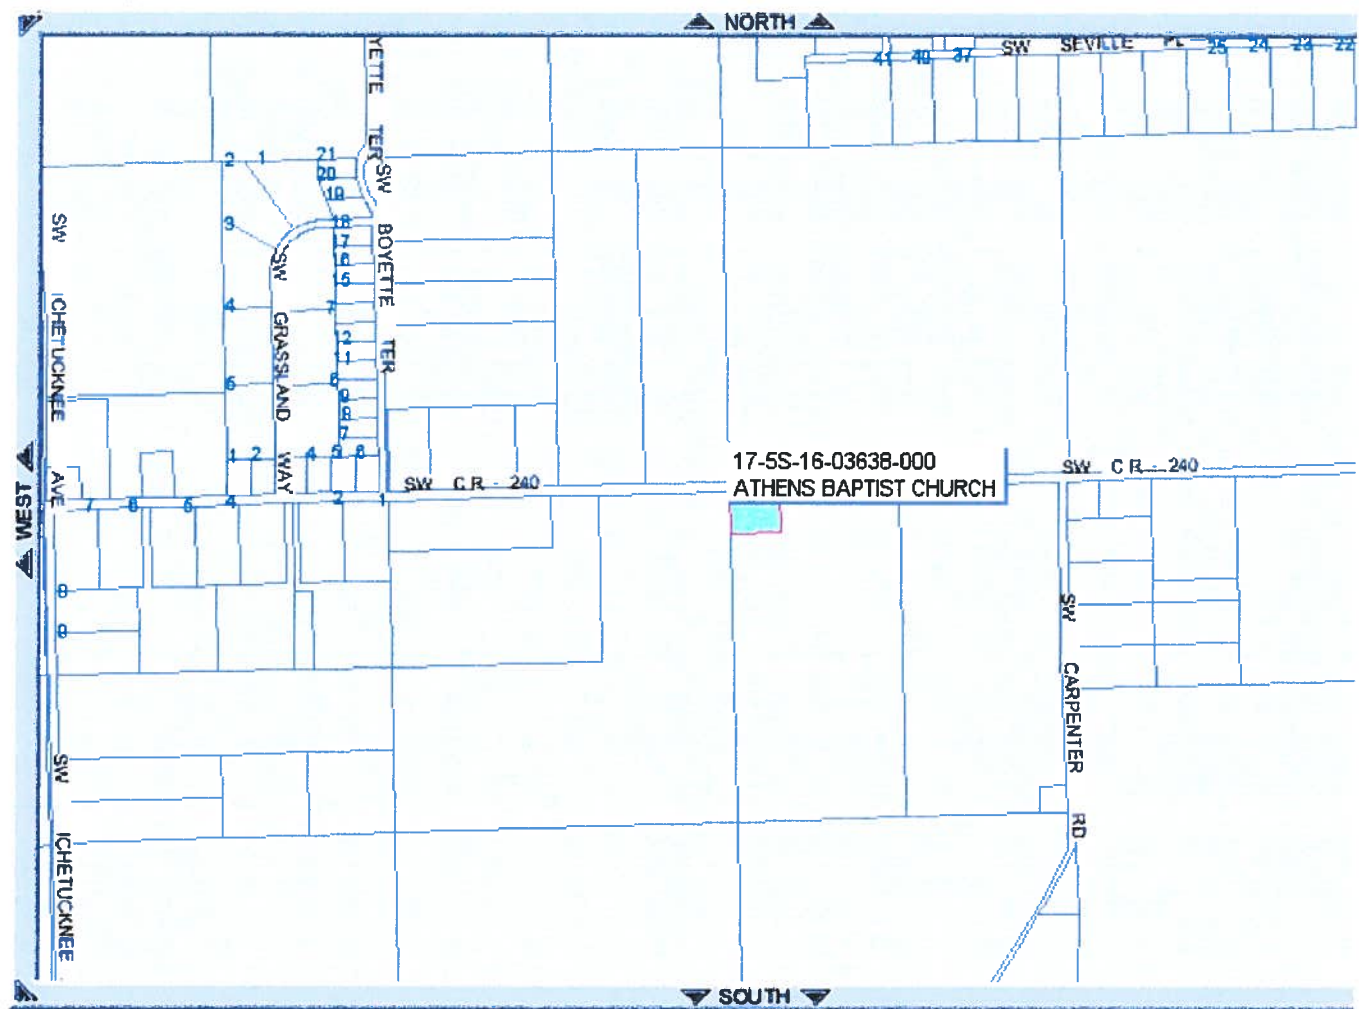 NORTH
YETTE TER
SW SEVILLE PL
41 40 37 25 24 23 22
2 1 21
20
19
3 18
17
16
15
4 7
12
11
6 8
9
8
7
1 2 4 5 6
SW BOYETTE TER
SW GRASSLAND WAY
SW ICHETUCKNEE AVE
WEST
17-5S-16-03638-000
ATHENS BAPTIST CHURCH
SW CR - 240
SW CR - 240
7 6 5 4 2 1
8
9
SW CARPENTER RD
SW ICHETUCKNEE
SOUTH